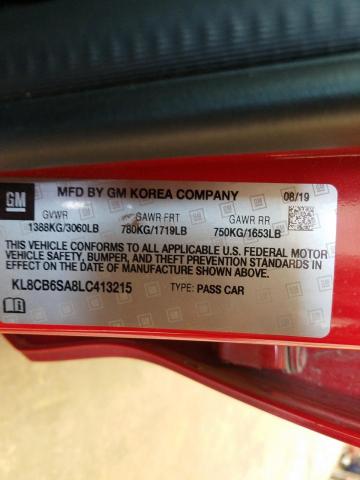 GM MFD BY GM KOREA COMPANY 08/19
GVWR GAWR FRT GAWR RR
1388KG/3060LB 780KG/1719LB 750KG/1653LB
THIS VEHICLE CONFORMS TO ALL APPLICABLE U.S. FEDERAL MOTOR
VEHICLE SAFETY, BUMPER, AND THEFT PREVENTION STANDARDS
IN EFFECT ON THE DATE OF MANUFACTURE SHOWN ABOVE.
KL8CB6SA8LC413215 TYPE: PASS CAR